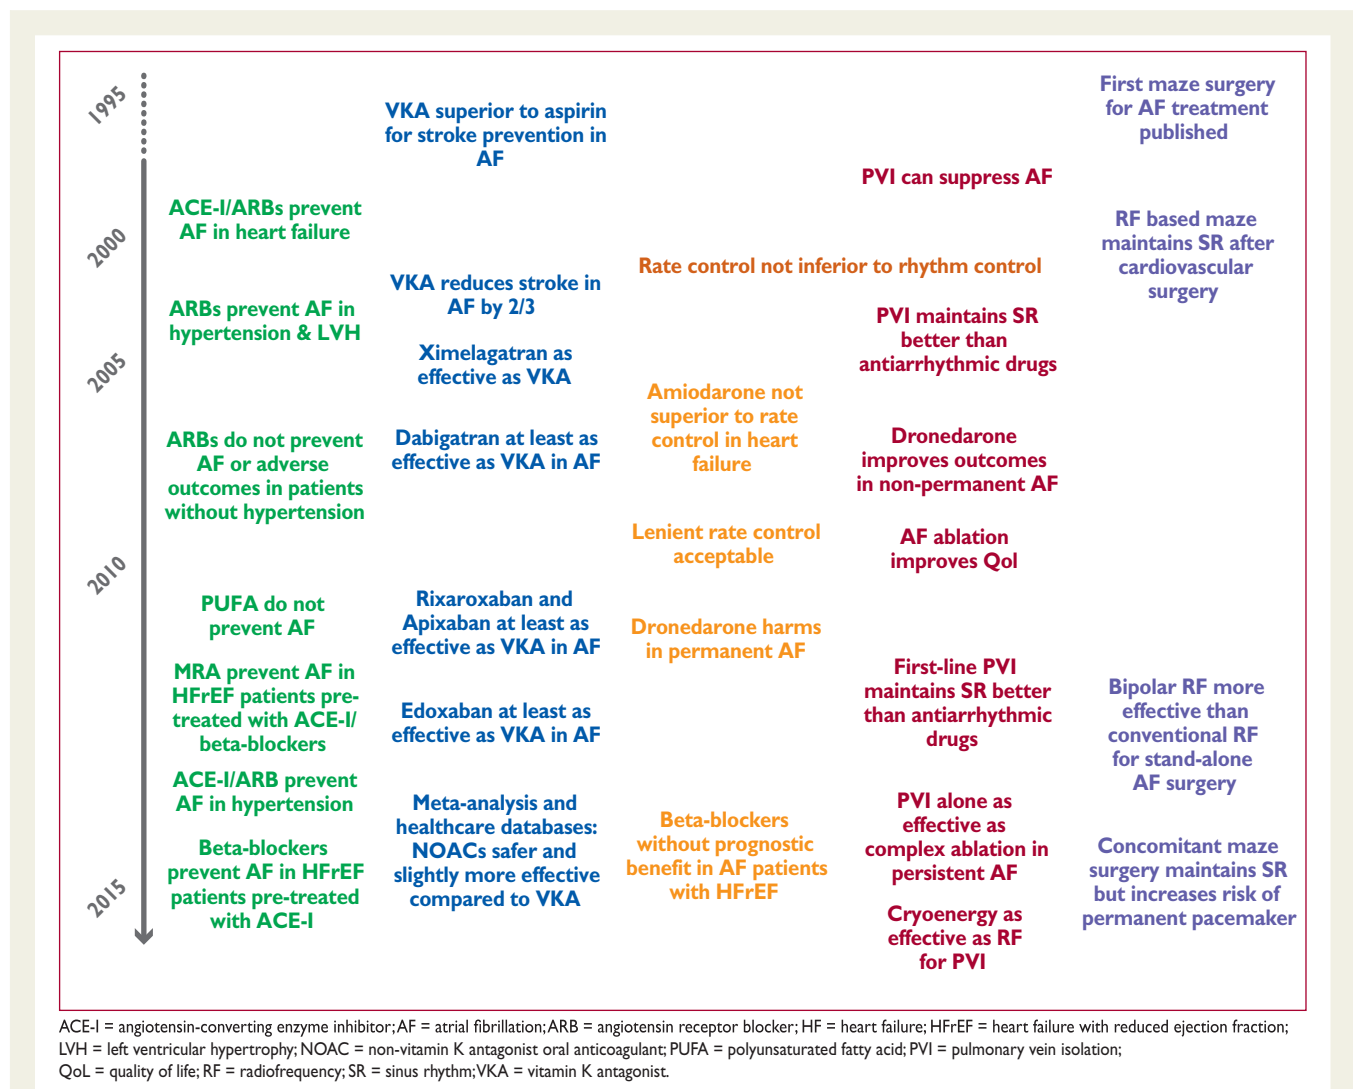 1995
2000
2005
2010
2015
ACE-I/ARBs prevent
AF in heart failure
ARBs prevent AF in
hypertension & LVH
ARBs do not prevent
AF or adverse
outcomes in patients
without hypertension
PUFA do not
prevent AF
MRA prevent AF in
HFrEF patients pre-
treated with ACE-I/
beta-blockers
ACE-I/ARB prevent
AF in hypertension
Beta-blockers
prevent AF in HFrEF
patients pre-treated
with ACE-I
VKA superior to aspirin
for stroke prevention in
AF
VKA reduces stroke in
AF by 2/3
Ximelagatran as
effective as VKA
Dabigatran at least as
effective as VKA in AF
Rixaroxaban and
Apixaban at least as
effective as VKA in AF
Edoxaban at least as
effective as VKA in AF
Meta-analysis and
healthcare databases:
NOACs safer and
slightly more effective
compared to VKA
Rate control not inferior to rhythm control
Amiodarone not
superior to rate
control in heart
failure
Lenient rate control
acceptable
Dronedarone harms
in permanent AF
Beta-blockers
without prognostic
benefit in AF patients
with HFrEF
PVI can suppress AF
PVI maintains SR
better than
antiarrhythmic drugs
Dronedarone
improves outcomes
in non-permanent AF
AF ablation
improves Qol
First-line PVI
maintains SR better
than antiarrhythmic
drugs
PVI alone as
effective as
complex ablation in
persistent AF
Cryoenergy as
effective as RF
for PVI
First maze surgery
for AF treatment
published
RF based maze
maintains SR after
cardiovascular
surgery
Bipolar RF more
effective than
conventional RF
for stand-alone
AF surgery
Concomitant maze
surgery maintains SR
but increases risk of
permanent pacemaker
ACE-I = angiotensin-converting enzyme inhibitor; AF = atrial fibrillation; ARB = angiotensin receptor blocker; HF = heart failure; HFrEF = heart failure with reduced ejection fraction;
LVH = left ventricular hypertrophy; NOAC = non-vitamin K antagonist oral anticoagulant; PUFA = polyunsaturated fatty acid; PVI = pulmonary vein isolation;
QoL = quality of life; RF = radiofrequency; SR = sinus rhythm; VKA = vitamin K antagonist.